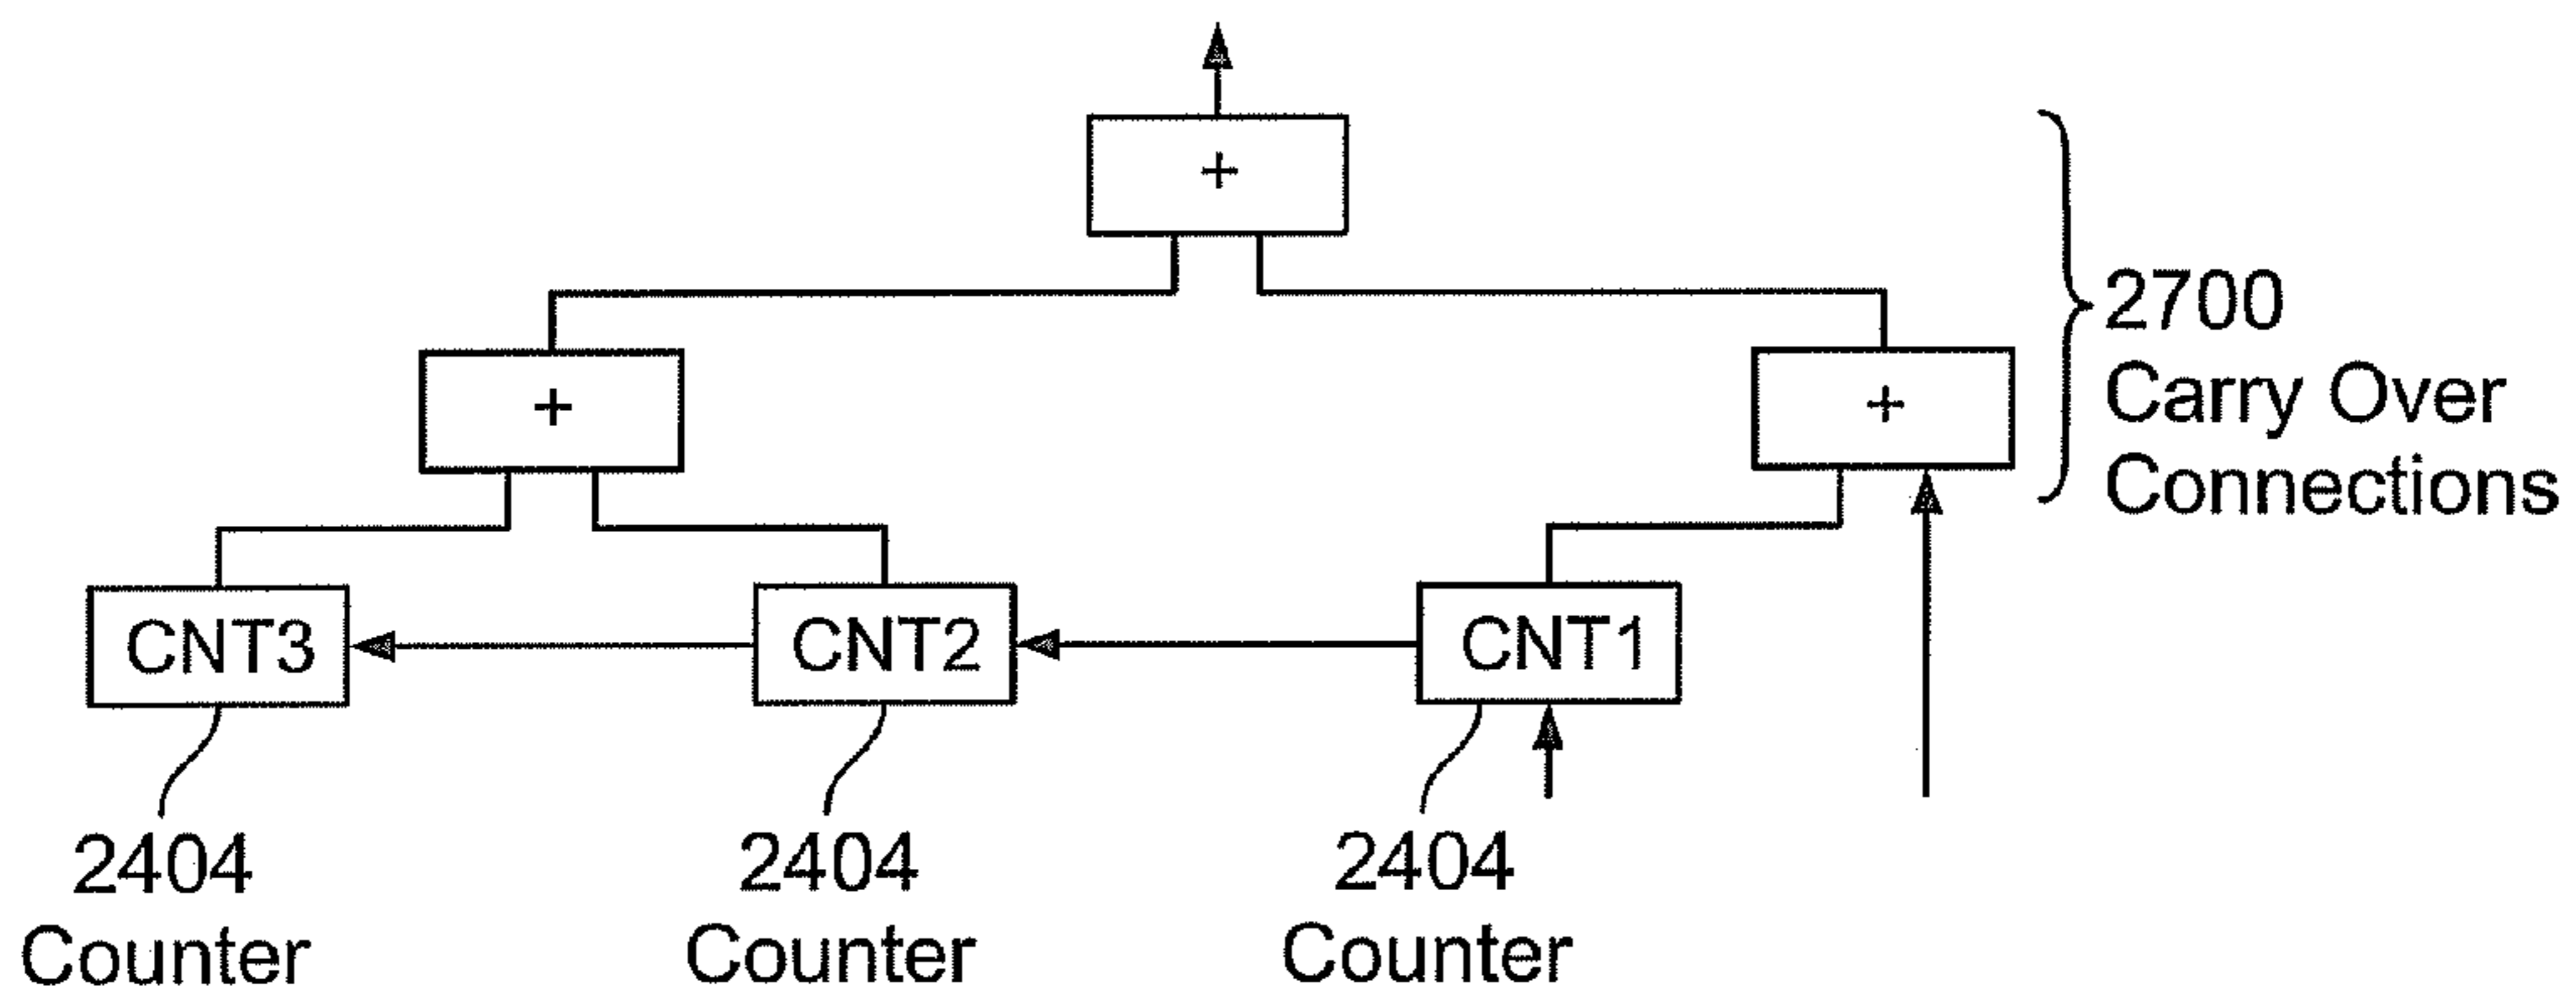 +
+
+
2700
Carry Over
Connections
CNT3
CNT2
CNT1
2404
Counter
2404
Counter
2404
Counter